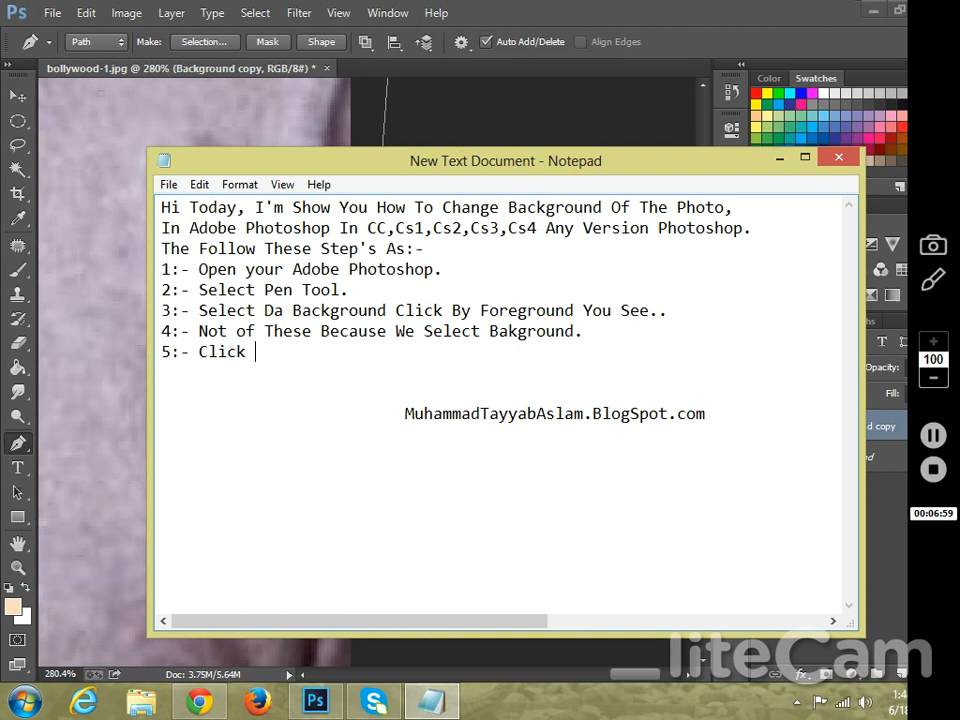 Ps File Edit Image Layer Type Select Filter View Window Help
Path Make: Selection... Mask Shape Auto Add/Delete Align Edges
bollywood-1.jpg @ 280% (Background copy, RGB/8#) * ×
Color Swatches
New Text Document - Notepad
File Edit Format View Help
Hi Today, I'm Show You How To Change Background Of The Photo,
In Adobe Photoshop In CC,Cs1,Cs2,Cs3,Cs4 Any Version Photoshop.
The Follow These Step's As:-
1:- Open your Adobe Photoshop.
2:- Select Pen Tool.
3:- Select Da Background Click By Foreground You See..
4:- Not of These Because We Select Bakground.
5:- Click
MuhammadTayyabAslam.BlogSpot.com
Opacity:
Fill:
d copy
100
00:06:59
280.4% Doc: 3.75M/5.64M
liteCam
Ps